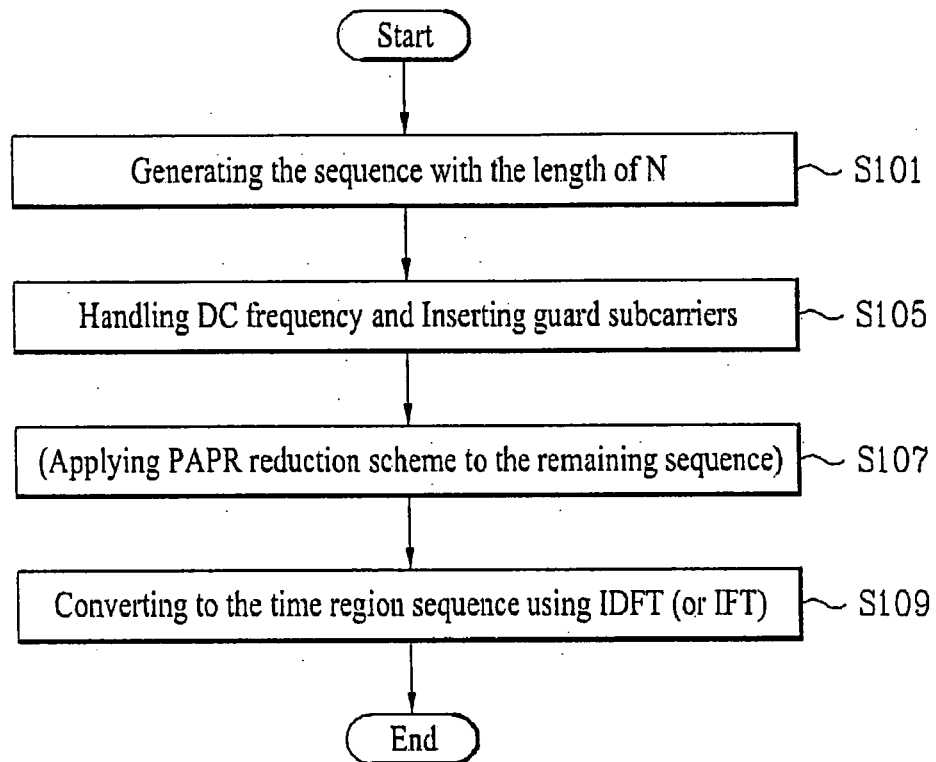 Start
Generating the sequence with the length of N
S101
Handling DC frequency and Inserting guard subcarriers
S105
(Applying PAPR reduction scheme to the remaining sequence)
S107
Converting to the time region sequence using IDFT (or IFT)
S109
End